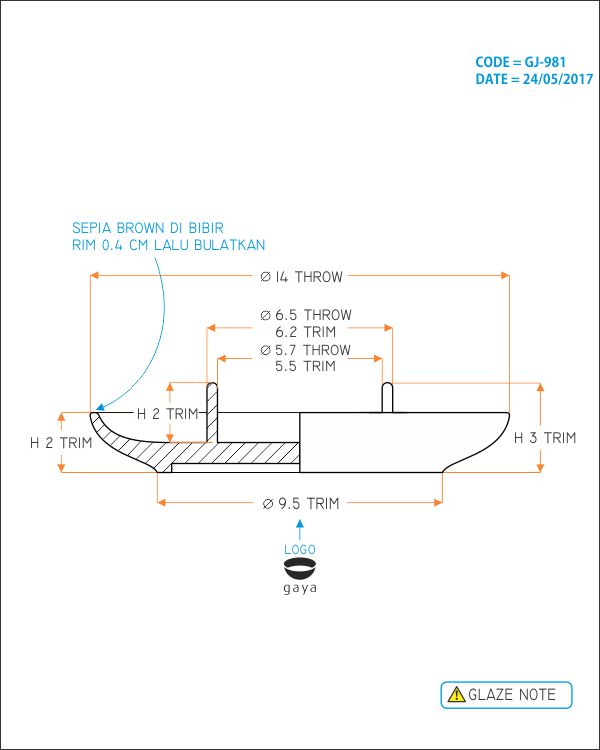 CODE = GJ-981
DATE = 24/05/2017
SEPIA BROWN DI BIBIR
RIM 0.4 CM LALU BULATKAN
Ø 14 THROW
Ø 6.5 THROW
6.2 TRIM
Ø 5.7 THROW
5.5 TRIM
H 2 TRIM
H 2 TRIM
H 3 TRIM
Ø 9.5 TRIM
LOGO
gaya
GLAZE NOTE